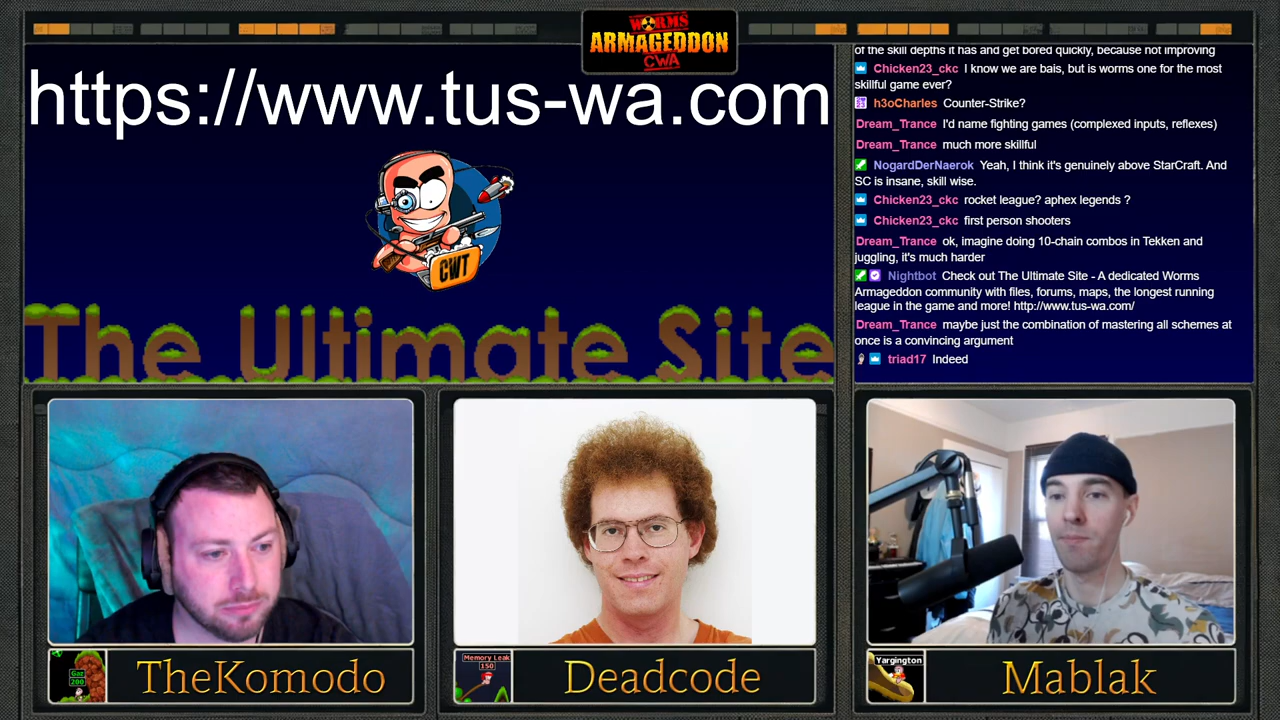 WORMS
ARMAGEDDON
CWA
https://www.tus-wa.com
CWT
The Ultimate Site
of the skill depths it has and get bored quickly, because not improving
Chicken23_ckc I know we are bais, but is worms one for the most
skillful game ever?
h3oCharles Counter-Strike?
Dream_Trance I'd name fighting games (complexed inputs, reflexes)
Dream_Trance much more skillful
NogardDerNaerok Yeah, I think it's genuinely above StarCraft. And
SC is insane, skill wise.
Chicken23_ckc rocket league? aphex legends ?
Chicken23_ckc first person shooters
Dream_Trance ok, imagine doing 10-chain combos in Tekken and
juggling, it's much harder
Nightbot Check out The Ultimate Site - A dedicated Worms
Armageddon community with files, forums, maps, the longest running
league in the game and more! http://www.tus-wa.com/
Dream_Trance maybe just the combination of mastering all schemes at
once is a convincing argument
triad17 Indeed
Gaz
200
TheKomodo
Memory Leak
150
Deadcode
Yargington
Mablak